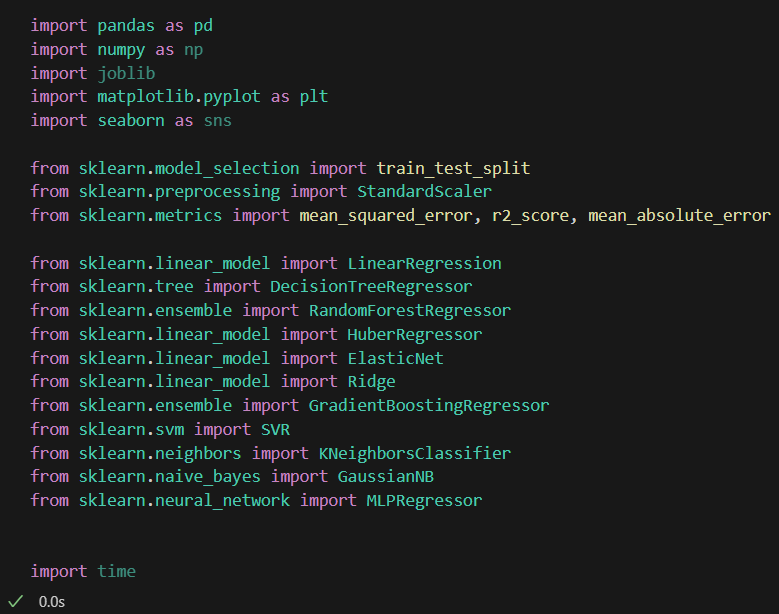 import pandas as pd
import numpy as np
import joblib
import matplotlib.pyplot as plt
import seaborn as sns
from sklearn.model_selection import train_test_split
from sklearn.preprocessing import StandardScaler
from sklearn.metrics import mean_squared_error, r2_score, mean_absolute_error
from sklearn.linear_model import LinearRegression
from sklearn.tree import DecisionTreeRegressor
from sklearn.ensemble import RandomForestRegressor
from sklearn.linear_model import HuberRegressor
from sklearn.linear_model import ElasticNet
from sklearn.linear_model import Ridge
from sklearn.ensemble import GradientBoostingRegressor
from sklearn.svm import SVR
from sklearn.neighbors import KNeighborsClassifier
from sklearn.naive_bayes import GaussianNB
from sklearn.neural_network import MLPRegressor
import time
0.0s